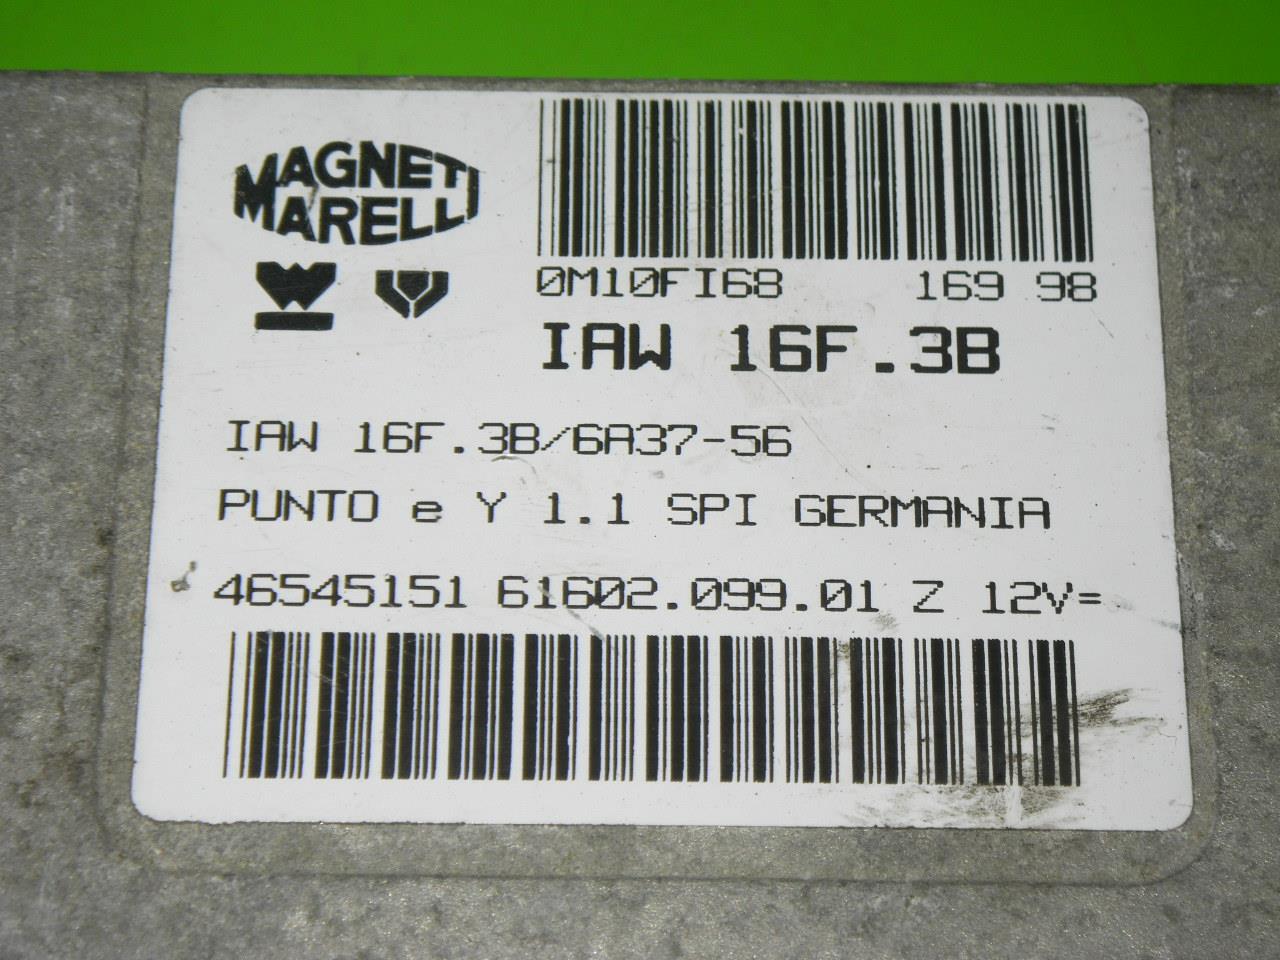 MAGNETI
MARELLI
0M10FI68 169 98
IAW 16F.3B
IAW 16F.3B/6A37-56
PUNTO e Y 1.1 SPI GERMANIA
46545151 61602.099.01 Z 12V=